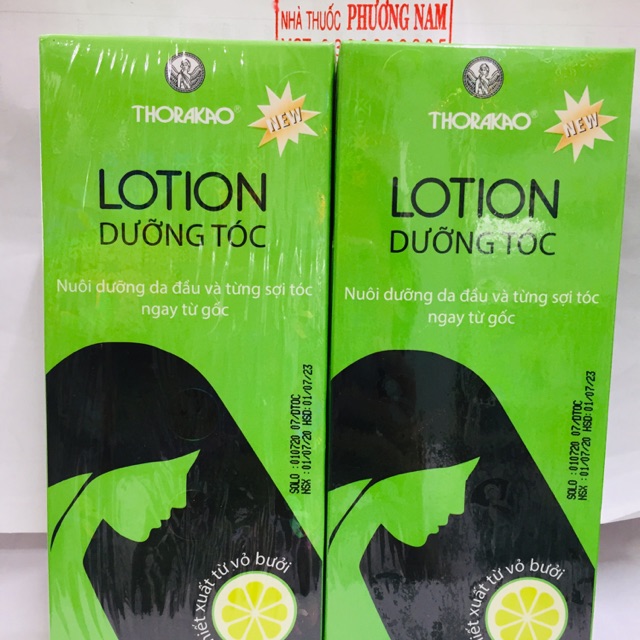 NHÀ THUỐC PHƯƠNG NAM
THORAKAO®
NEW
LOTION
DƯỠNG TÓC
Nuôi dưỡng da đầu và từng sợi tóc
ngay từ gốc
SOLO :010720 07/DTOC
NSX :01/07/20 HSD:01/07/23
xuất từ vỏ bưởi
THORAKAO®
NEW
LOTION
DƯỠNG TÓC
Nuôi dưỡng da đầu và từng sợi tóc
ngay từ gốc
SOLO :010720 07/DTOC
NSX :01/07/20 HSD:01/07/23
xuất từ vỏ bưởi